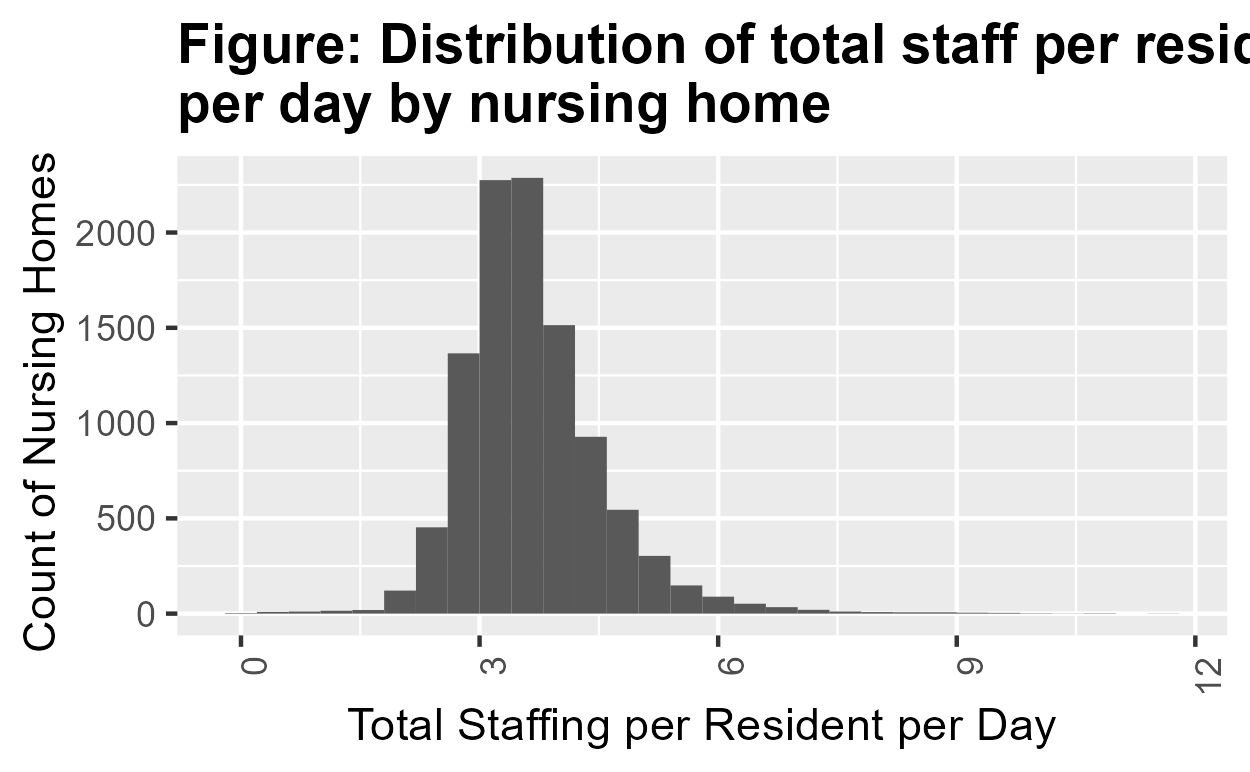 Figure: Distribution of total staff per resid
per day by nursing home
Count of Nursing Homes
2000
1500
1000
500
0
0
3
6
9
12
Total Staffing per Resident per Day